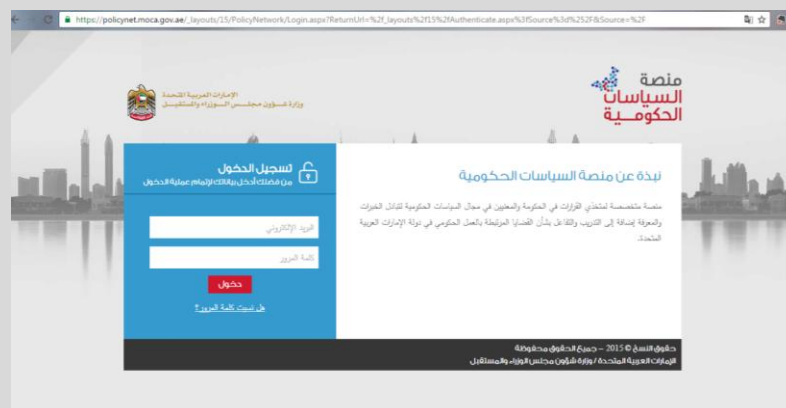 https://policynet.moca.gov.ae/_layouts/15/PolicyNetwork/Login.aspx?ReturnUrl=%2f_layouts%2f15%2fAuthenticate.aspx%3fSource%3d%252F&Source=%2F
منصة
السياسات
الحكومية
الإمارات العربية المتحدة
وزارة شؤون مجلس الوزراء والمستقبل
نبذة عن منصة السياسات الحكومية
منصة متخصصة لمتخذي القرارات في الحكومة والمعنيين في مجال السياسات الحكومية لتبادل الخبرات
والمعرفة إضافة إلى التدريب والتفاعل بشأن القضايا المرتبطة بالعمل الحكومي في دولة الإمارات العربية
المتحدة.
تسجيل الدخول
من فضلك أدخل بياناتك لإتمام عملية الدخول
البريد الإلكتروني
كلمة المرور
دخول
هل نسيت كلمة المرور؟
حقوق النسخ © 2015 – جميع الحقوق محفوظة
الإمارات العربية المتحدة / وزارة شؤون مجلس الوزراء والمستقبل